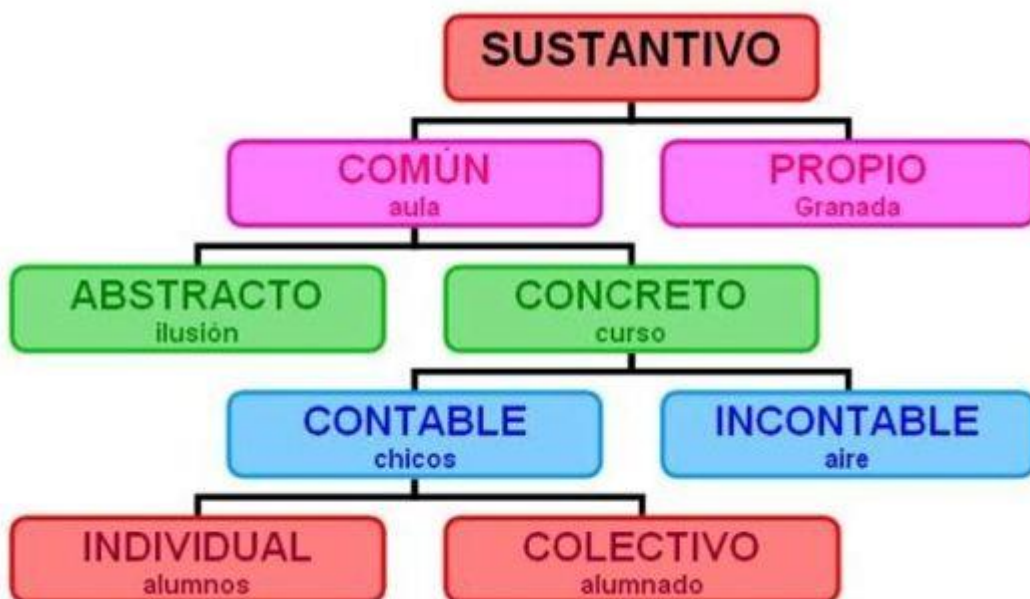 SUSTANTIVO
COMÚN
aula
PROPIO
Granada
ABSTRACTO
ilusión
CONCRETO
curso
CONTABLE
chicos
INCONTABLE
aire
INDIVIDUAL
alumnos
COLECTIVO
alumnado